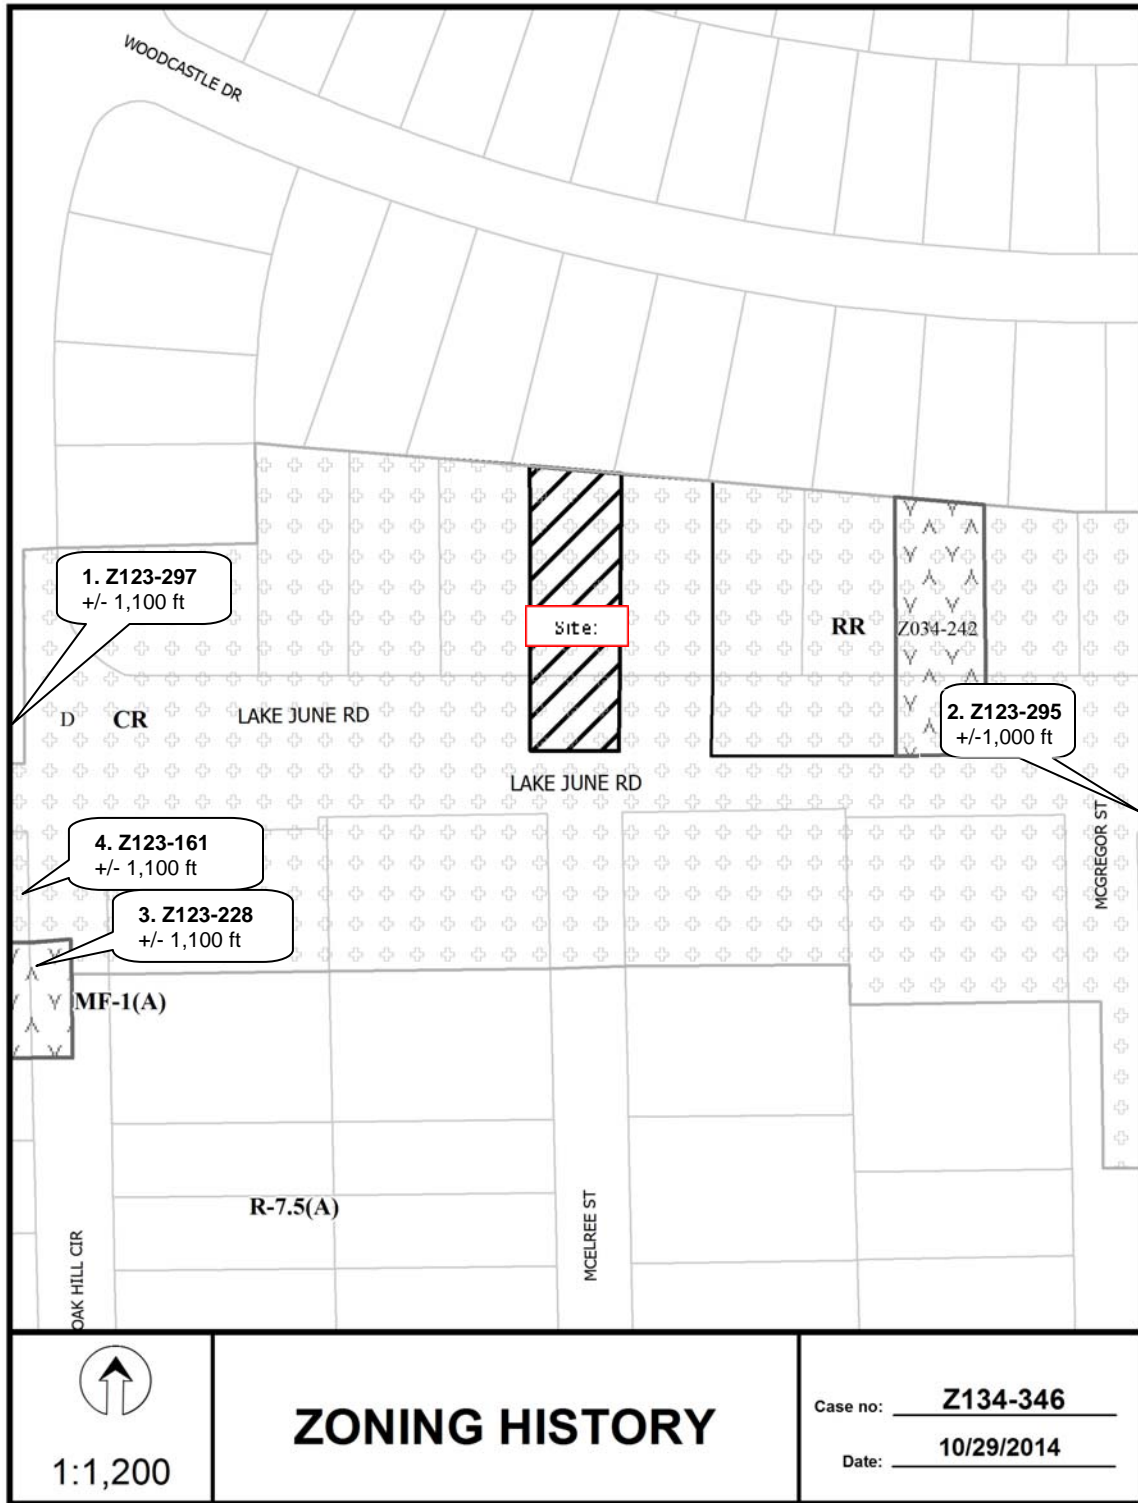 WOODCASTLE DR
1. Z123-297
+/- 1,100 ft
Site:
RR
Z034-242
D
CR
LAKE JUNE RD
2. Z123-295
+/-1,000 ft
LAKE JUNE RD
MCGREGOR ST
4. Z123-161
+/- 1,100 ft
3. Z123-228
+/- 1,100 ft
MF-1(A)
R-7.5(A)
MCELREE ST
OAK HILL CIR
1:1,200
ZONING HISTORY
Case no: Z134-346
Date: 10/29/2014